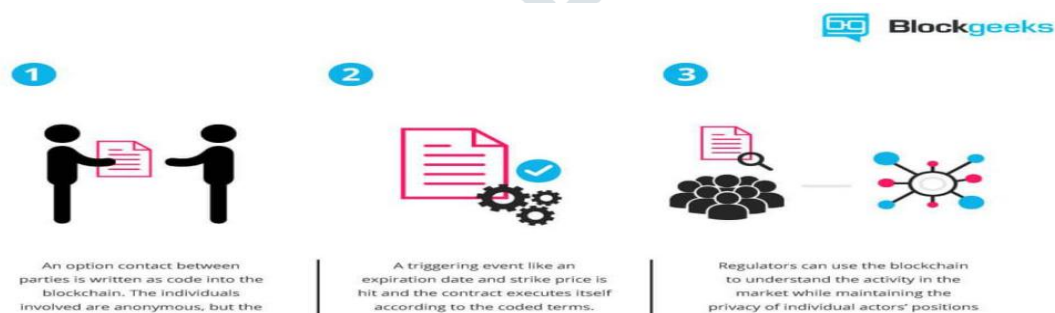 Blockgeeks
1
2
3
An option contact between
parties is written as code into the
blockchain. The individuals
involved are anonymous, but the
A triggering event like an
expiration date and strike price is
hit and the contract executes itself
according to the coded terms.
Regulators can use the blockchain
to understand the activity in the
market while maintaining the
privacy of individual actors' positions